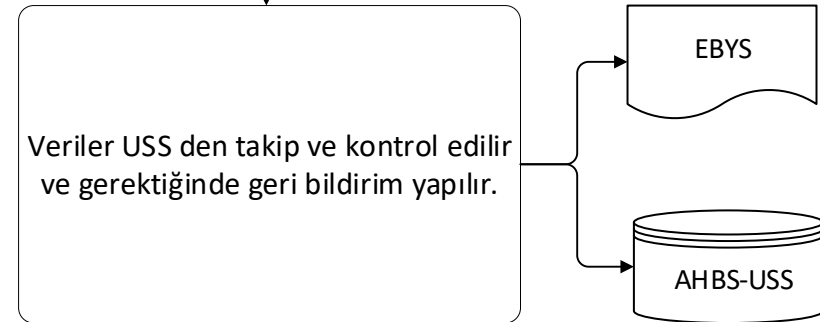 Veriler USS den takip ve kontrol edilir
ve gerektiğinde geri bildirim yapılır.
EBYS
AHBS-USS